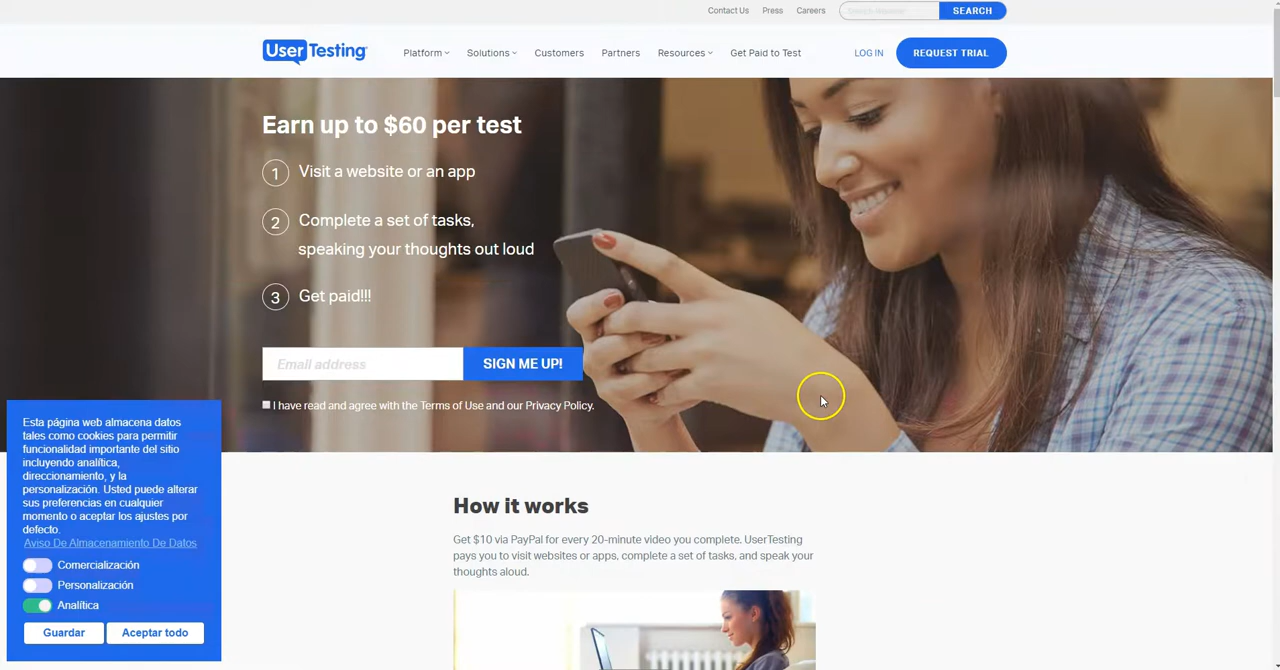 Contact Us Press Careers SEARCH
User Testing Platform Solutions Customers Partners Resources Get Paid to Test LOG IN REQUEST TRIAL
Earn up to $60 per test
1 Visit a website or an app
2 Complete a set of tasks,
speaking your thoughts out loud
3 Get paid!!!
Email address SIGN ME UP!
I have read and agree with the Terms of Use and our Privacy Policy.
Esta página web almacena datos
tales como cookies para permitir
funcionalidad importante del sitio
incluyendo analítica,
direccionamiento, y la
personalización. Usted puede alterar
sus preferencias en cualquier
momento o aceptar los ajustes por
defecto.
Aviso De Almacenamiento De Datos
Comercialización
Personalización
Analítica
Guardar Aceptar todo
How it works
Get $10 via PayPal for every 20-minute video you complete. UserTesting
pays you to visit websites or apps, complete a set of tasks, and speak your
thoughts aloud.